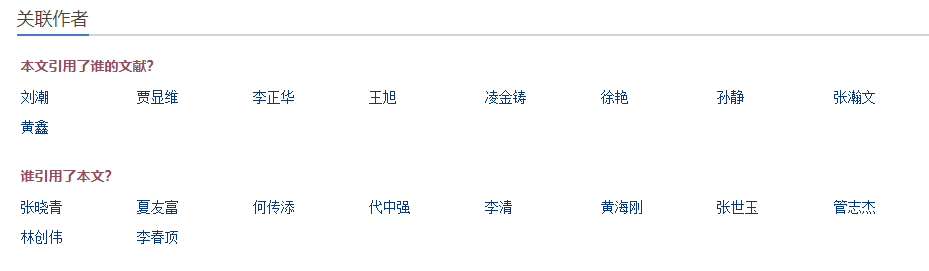 关联作者
本文引用了谁的文献?
刘潮 贾显维 李正华 王旭 凌金铸 徐艳 孙静 张瀚文
黄鑫
谁引用了本文?
张晓青 夏友富 何传添 代中强 李清 黄海刚 张世玉 管志杰
林创伟 李春顶